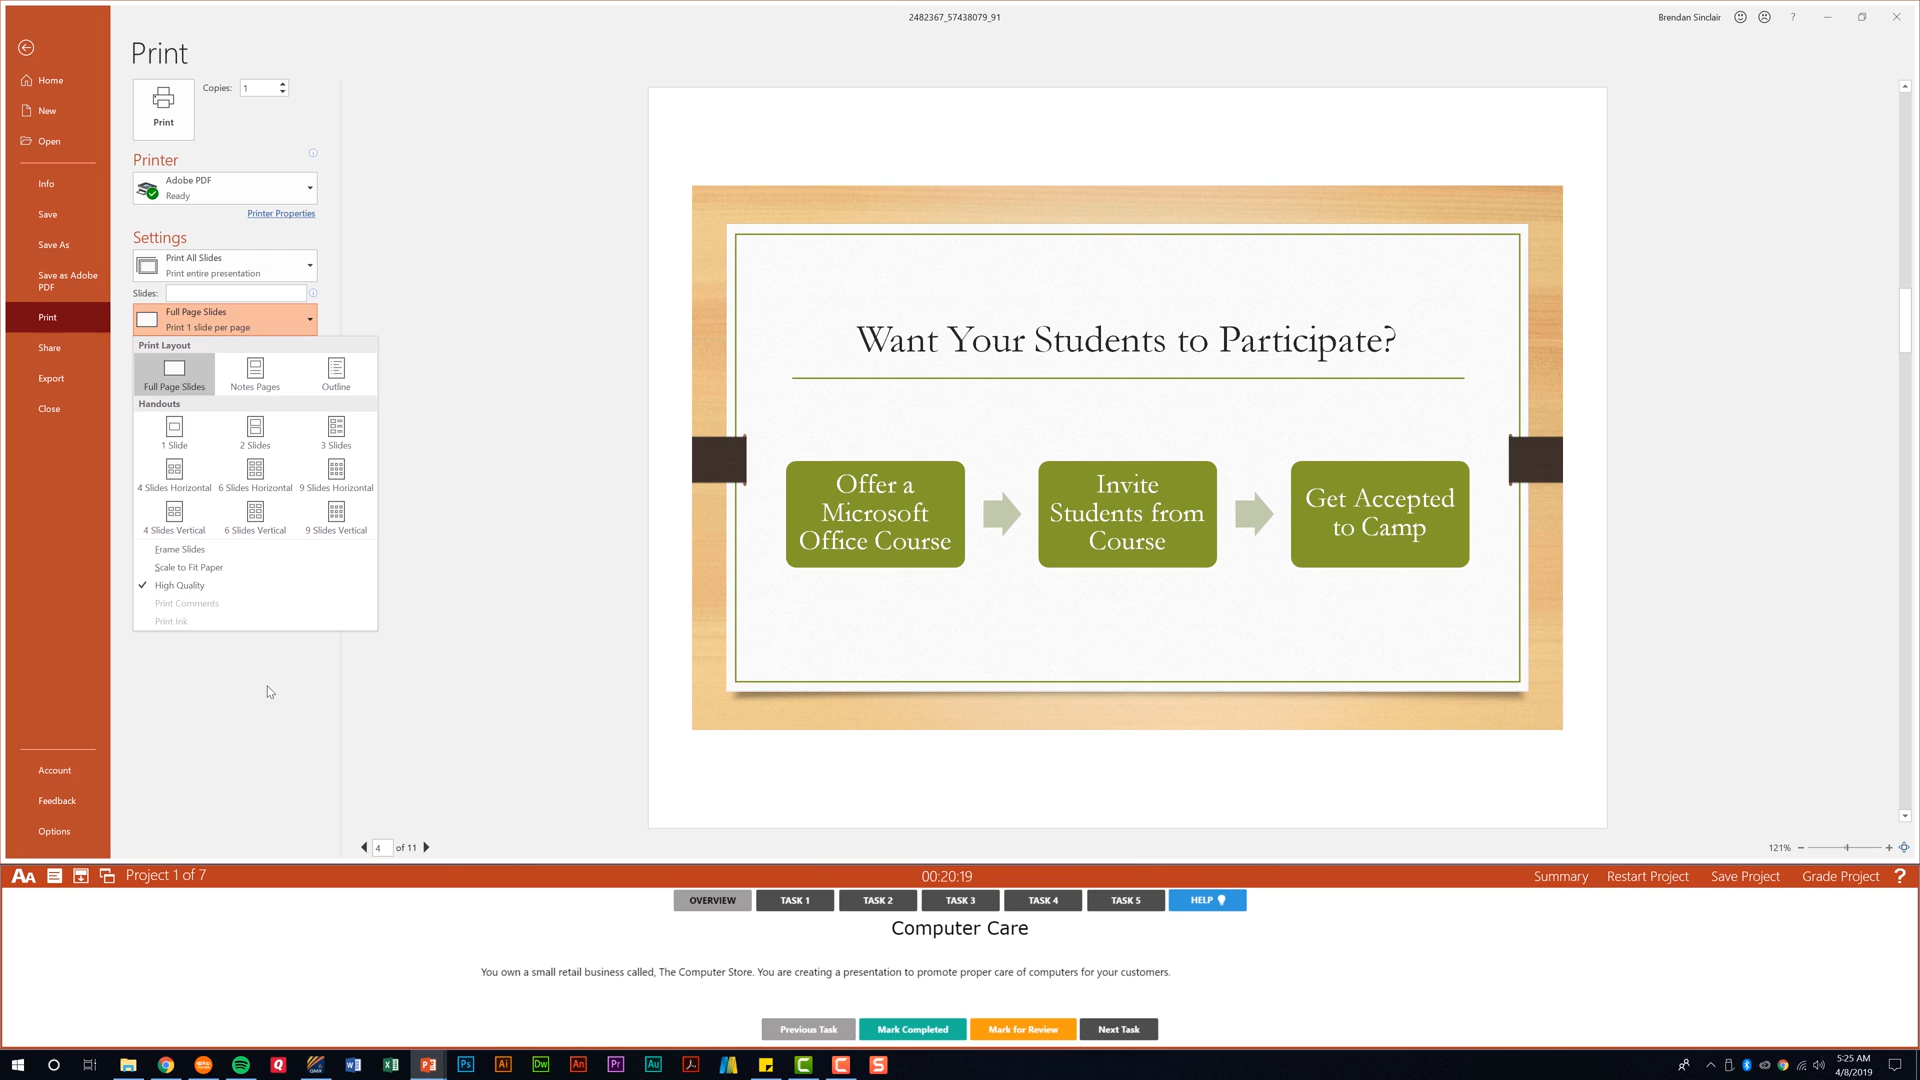 2482367_57438079_91
Brendan Sinclair
?
Print
Home
New
Open
Info
Save
Save As
Save as Adobe
PDF
Print
Share
Export
Close
Account
Feedback
Options
Print
Copies: 1
Printer
Adobe PDF
Ready
Printer Properties
Settings
Print All Slides
Print entire presentation
Slides:
Full Page Slides
Print 1 slide per page
Print Layout
Full Page Slides Notes Pages Outline
Handouts
1 Slide 2 Slides 3 Slides
4 Slides Horizontal 6 Slides Horizontal 9 Slides Horizontal
4 Slides Vertical 6 Slides Vertical 9 Slides Vertical
Frame Slides
Scale to Fit Paper
High Quality
Print Comments
Print Ink
Want Your Students to Participate?
Offer a
Microsoft
Office Course
Invite
Students from
Course
Get Accepted
to Camp
4 of 11
121%
AA Project 1 of 7
00:20:19
Summary Restart Project Save Project Grade Project ?
OVERVIEW TASK 1 TASK 2 TASK 3 TASK 4 TASK 5 HELP
Computer Care
You own a small retail business called, The Computer Store. You are creating a presentation to promote proper care of computers for your customers.
Previous Task Mark Completed Mark for Review Next Task
Ps Ai Dw An Pr Au
5:25 AM
4/8/2019